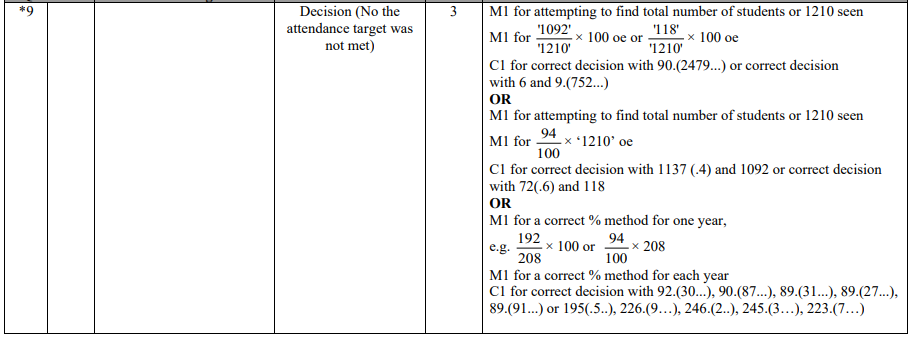 *9
Decision (No the
attendance target was
not met)
3
M1 for attempting to find total number of students or 1210 seen
M1 for '1092'/'1210' × 100 oe or '118'/'1210' × 100 oe
C1 for correct decision with 90.(2479...) or correct decision
with 6 and 9.(752...)
OR
M1 for attempting to find total number of students or 1210 seen
M1 for 94/100 × ‘1210’ oe
C1 for correct decision with 1137 (.4) and 1092 or correct decision
with 72(.6) and 118
OR
M1 for a correct % method for one year,
e.g. 192/208 × 100 or 94/100 × 208
M1 for a correct % method for each year
C1 for correct decision with 92.(30...), 90.(87...), 89.(31...), 89.(27...),
89.(91...) or 195(.5..), 226.(9…), 246.(2..), 245.(3…), 223.(7…)